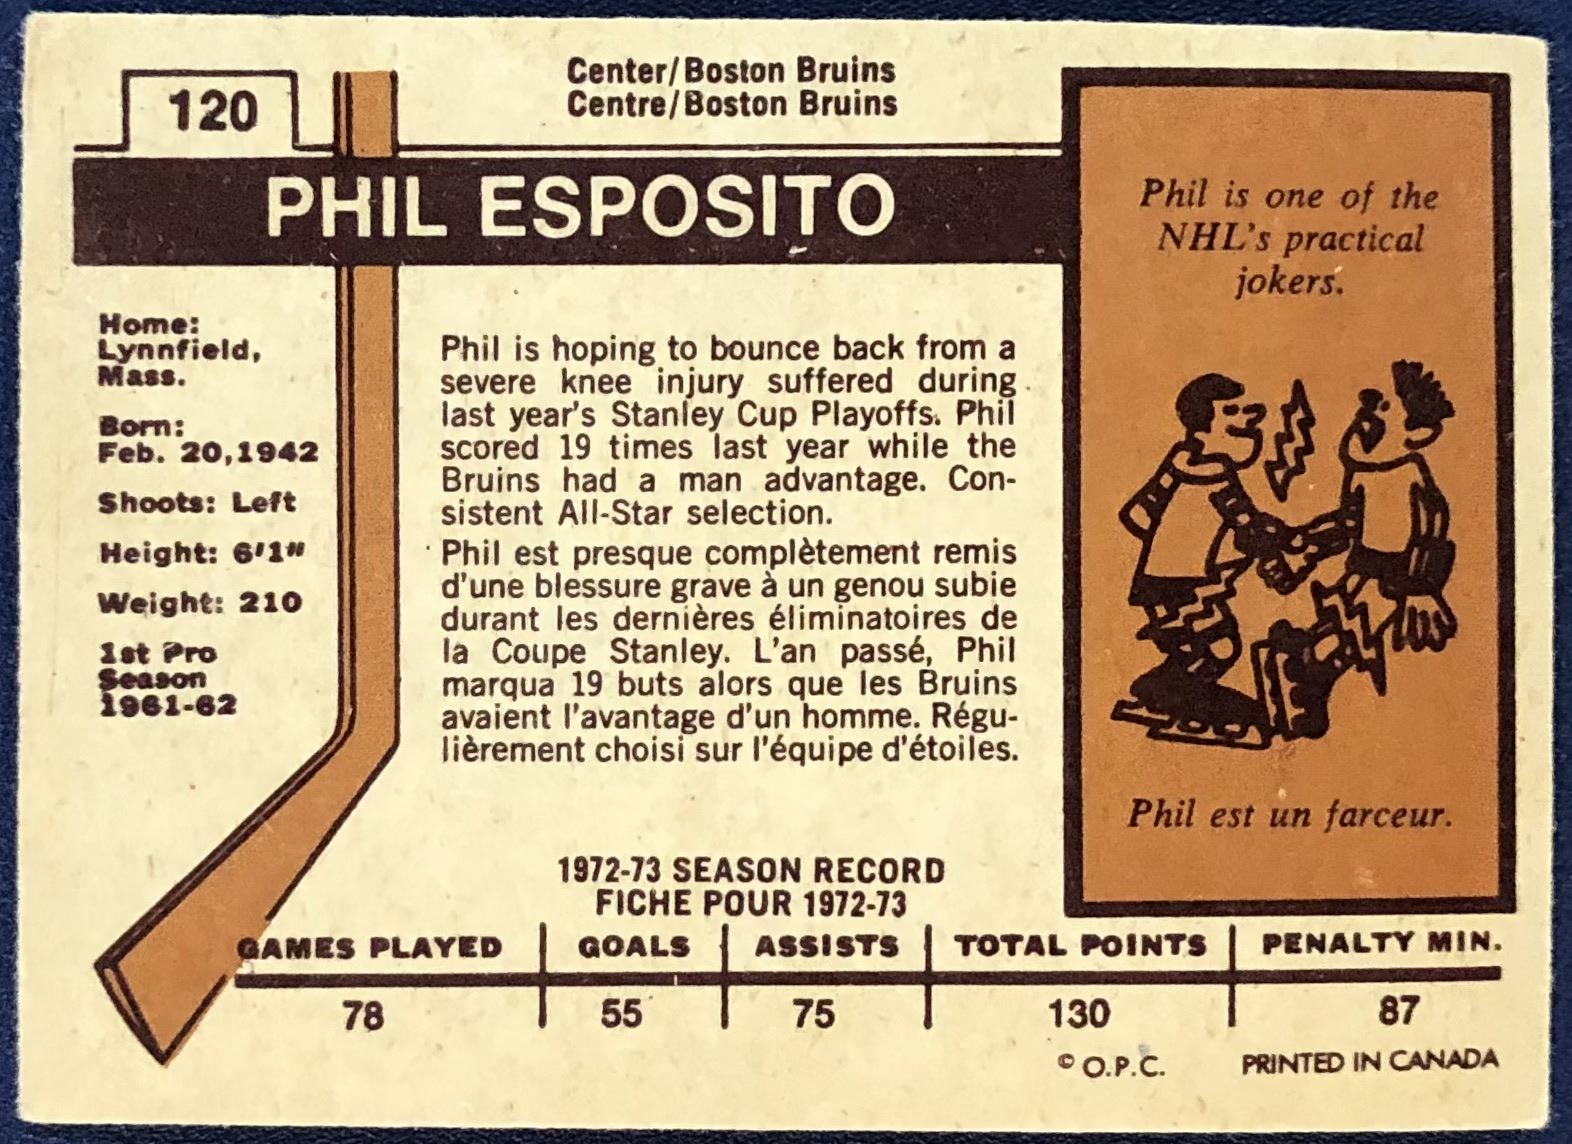 120
Center/Boston Bruins
Centre/Boston Bruins
PHIL ESPOSITO
Home:
Lynnfield,
Mass.
Born:
Feb. 20,1942
Shoots: Left
Height: 6'1"
Weight: 210
1st Pro
Season
1961-62
Phil is hoping to bounce back from a
severe knee injury suffered during
last year's Stanley Cup Playoffs. Phil
scored 19 times last year while the
Bruins had a man advantage. Con-
sistent All-Star selection.
Phil est presque complètement remis
d'une blessure grave à un genou subie
durant les dernières éliminatoires de
la Coupe Stanley. L'an passé, Phil
marqua 19 buts alors que les Bruins
avaient l'avantage d'un homme. Régu-
lièrement choisi sur l'équipe d'étoiles.
Phil is one of the
NHL's practical
jokers.
Phil est un farceur.
1972-73 SEASON RECORD
FICHE POUR 1972-73
GAMES PLAYED GOALS ASSISTS TOTAL POINTS PENALTY MIN.
78 55 75 130 87
© O.P.C. PRINTED IN CANADA